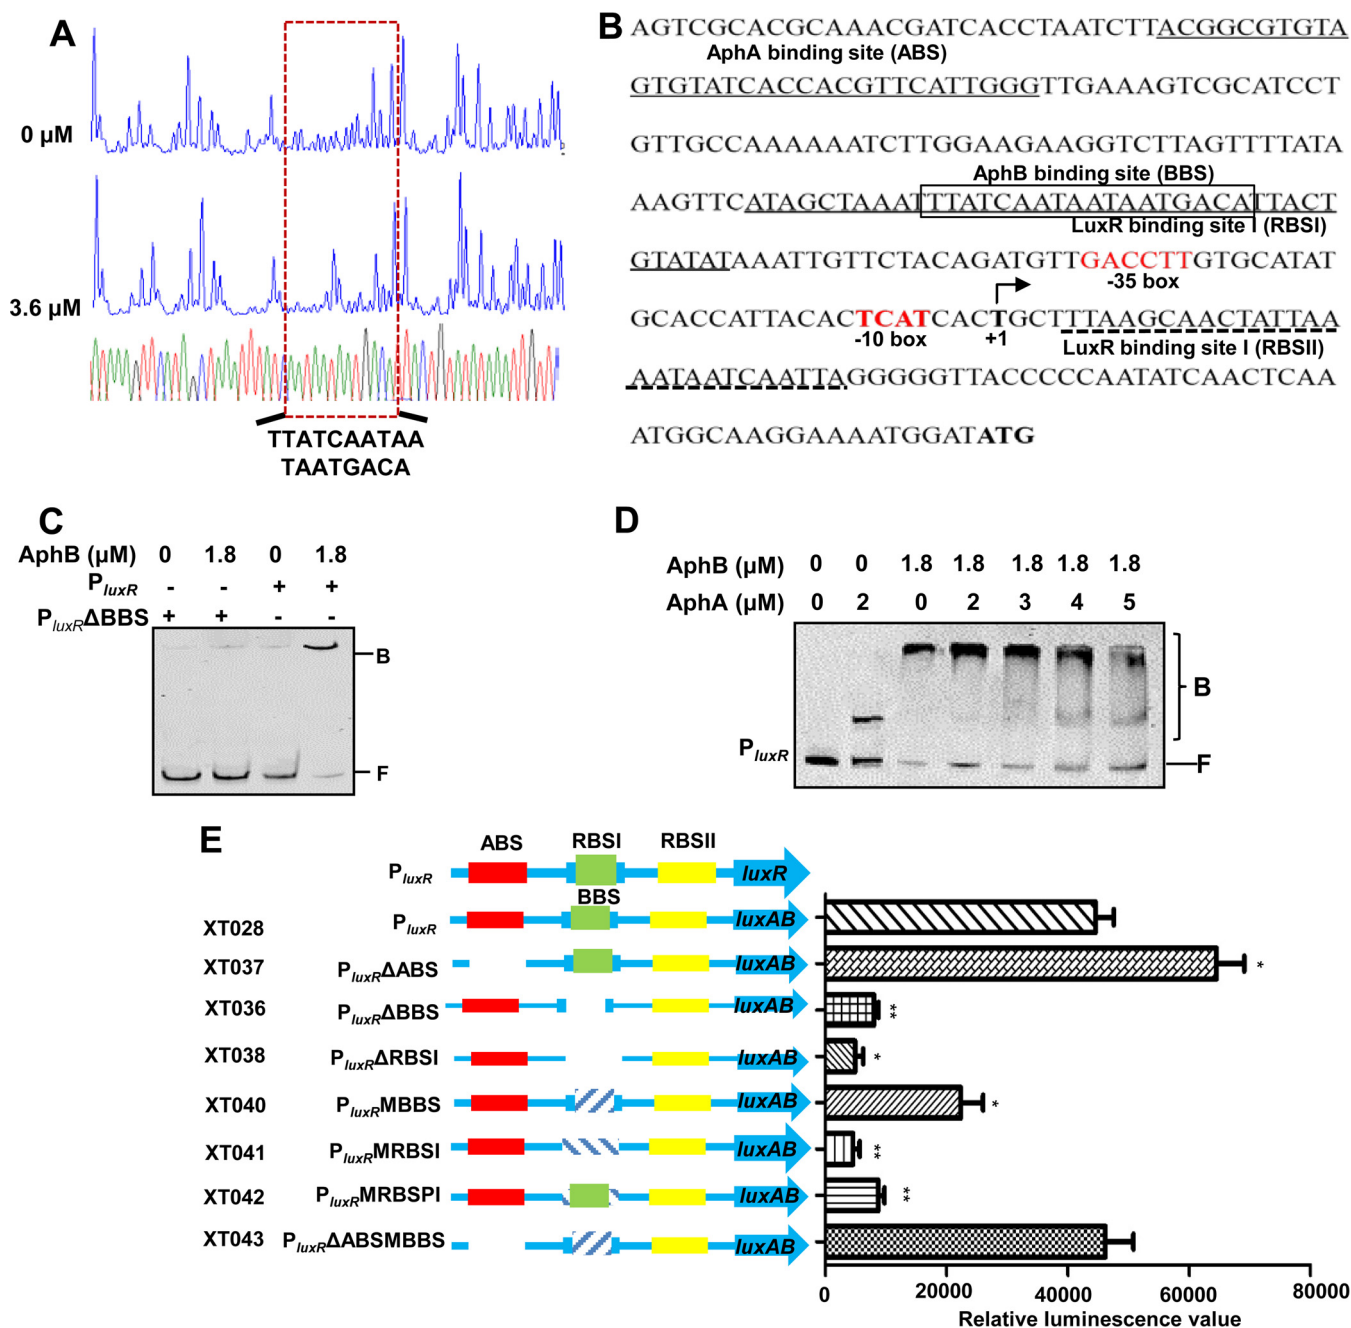 A
0 µM
3.6 µM
TTATCAATAA
TAATGACA
B
AGTCGCACGCAAACGATCACCTAATCTTACGGCGTGTA
AphA binding site (ABS)
GTGTATCACCACGTTCATTGGGTTGAAAGTCGCATCCT
GTTGCCAAAAAATCTTGGAAGAAGGTCTTAGTTTTATA
AphB binding site (BBS)
AAGTTCATAGCTAAATTTATCAATAATAATGACATTACT
LuxR binding site I (RBSI)
GTATATAAATTGTTCTACAGATGTTGACCTTGTGCATAT
-35 box
GCACCATTACACTCATCACTGCTTTAAGCAACTATTAA
-10 box
+1
LuxR binding site I (RBSII)
AATAATCAATTAGGGGGTTACCCCCAATATCAACTCAA
ATGGCAAGGAAAATGGATATG
C
AphB (µM) 0 1.8 0 1.8
PluxR - - + +
PluxRΔBBS + + - -
B
F
D
AphB (µM) 0 0 1.8 1.8 1.8 1.8 1.8
AphA (µM) 0 2 0 2 3 4 5
B
PluxR
F
E
ABS RBSI RBSII
PluxR luxR
BBS
XT028 PluxR luxAB
XT037 PluxRΔABS luxAB *
XT036 PluxRΔBBS luxAB **
XT038 PluxRΔRBSI luxAB *
XT040 PluxRMBBS luxAB *
XT041 PluxRMRBSI luxAB **
XT042 PluxRMRBSPI luxAB **
XT043 PluxRΔABSMBBS luxAB
0 20000 40000 60000 80000
Relative luminescence value